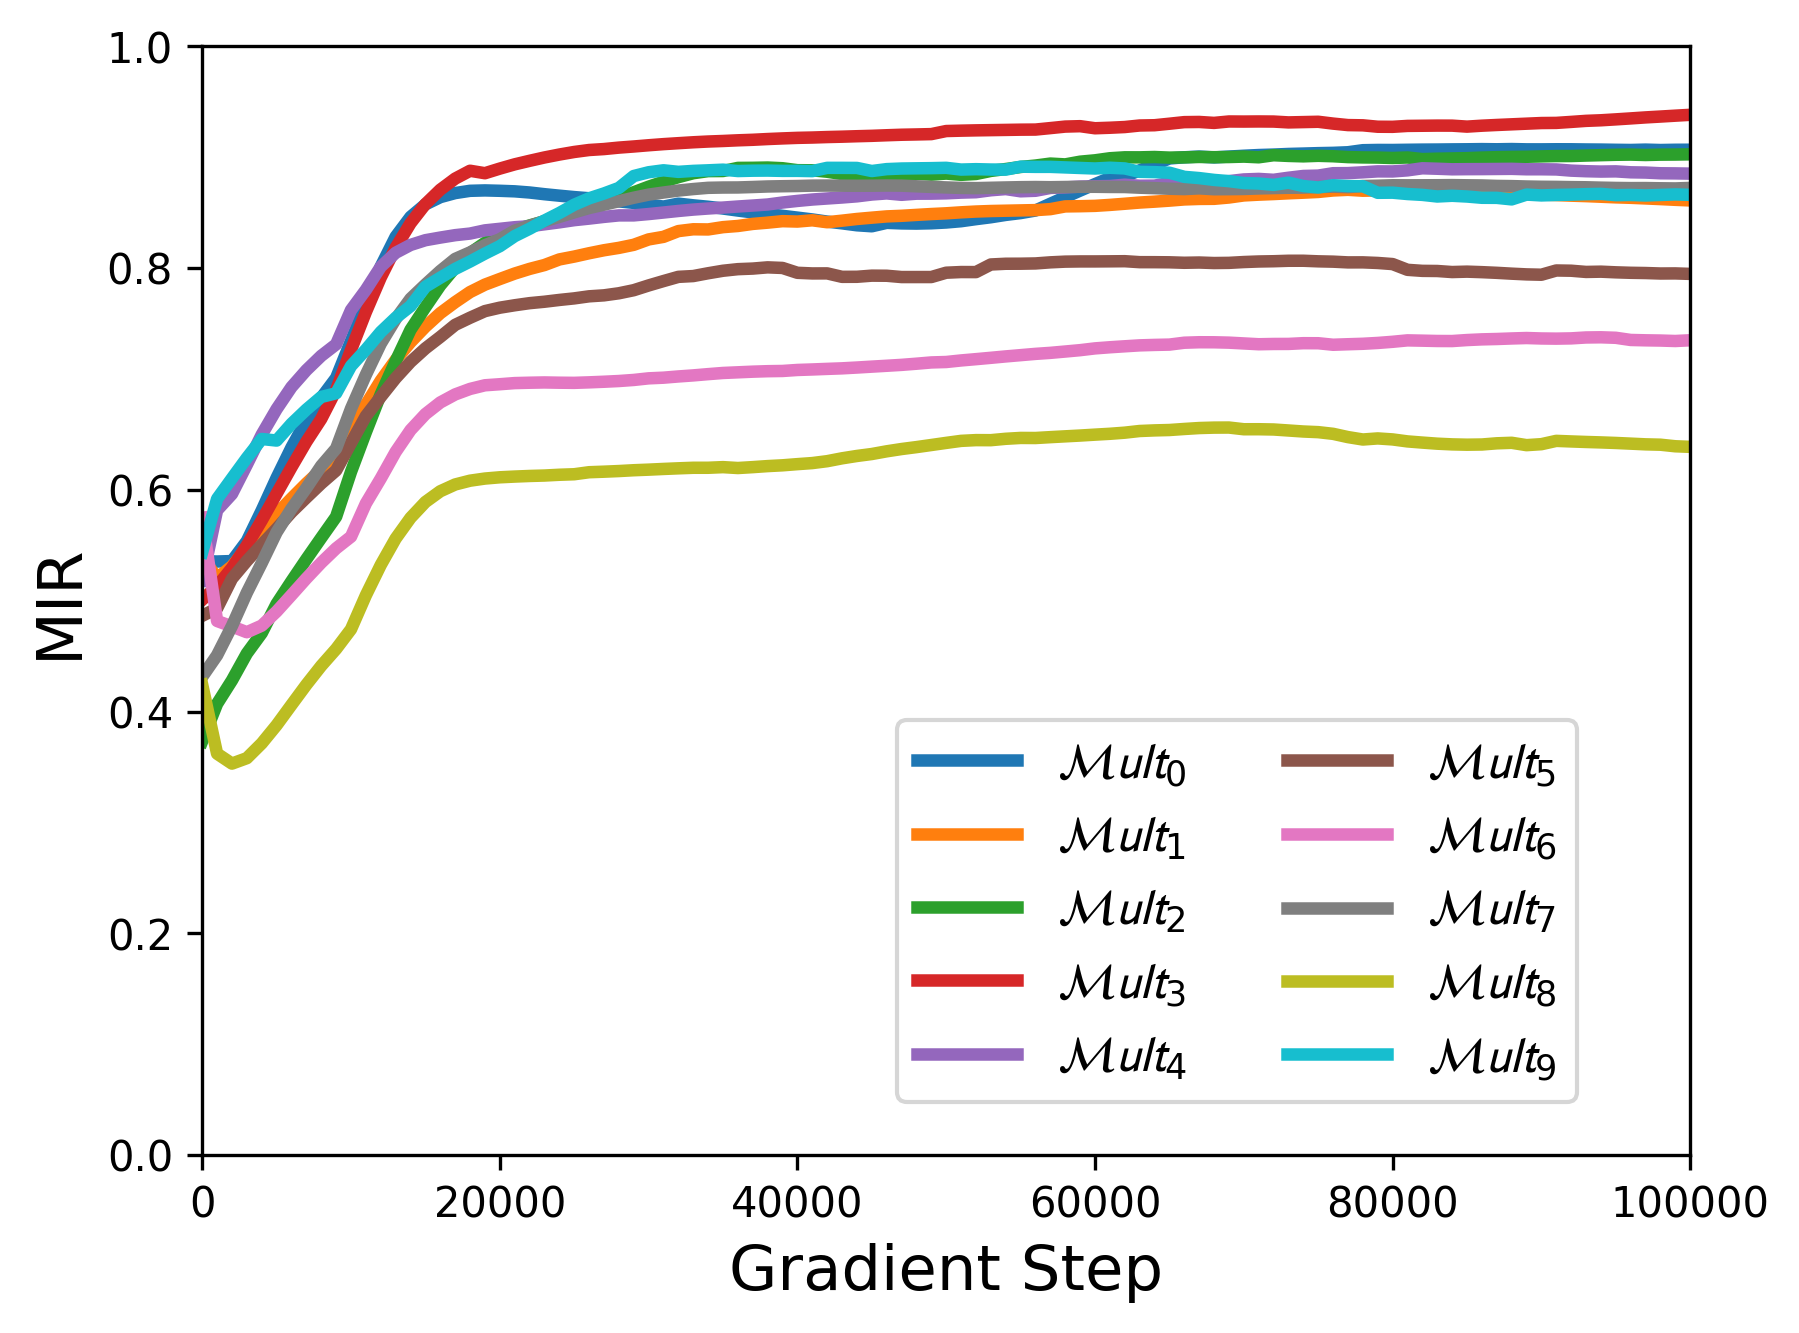 1.0
0.8
0.6
0.4
0.2
0.0
MIR
0 20000 40000 60000 80000 100000
Gradient Step
ℳult₀ ℳult₅
ℳult₁ ℳult₆
ℳult₂ ℳult₇
ℳult₃ ℳult₈
ℳult₄ ℳult₉